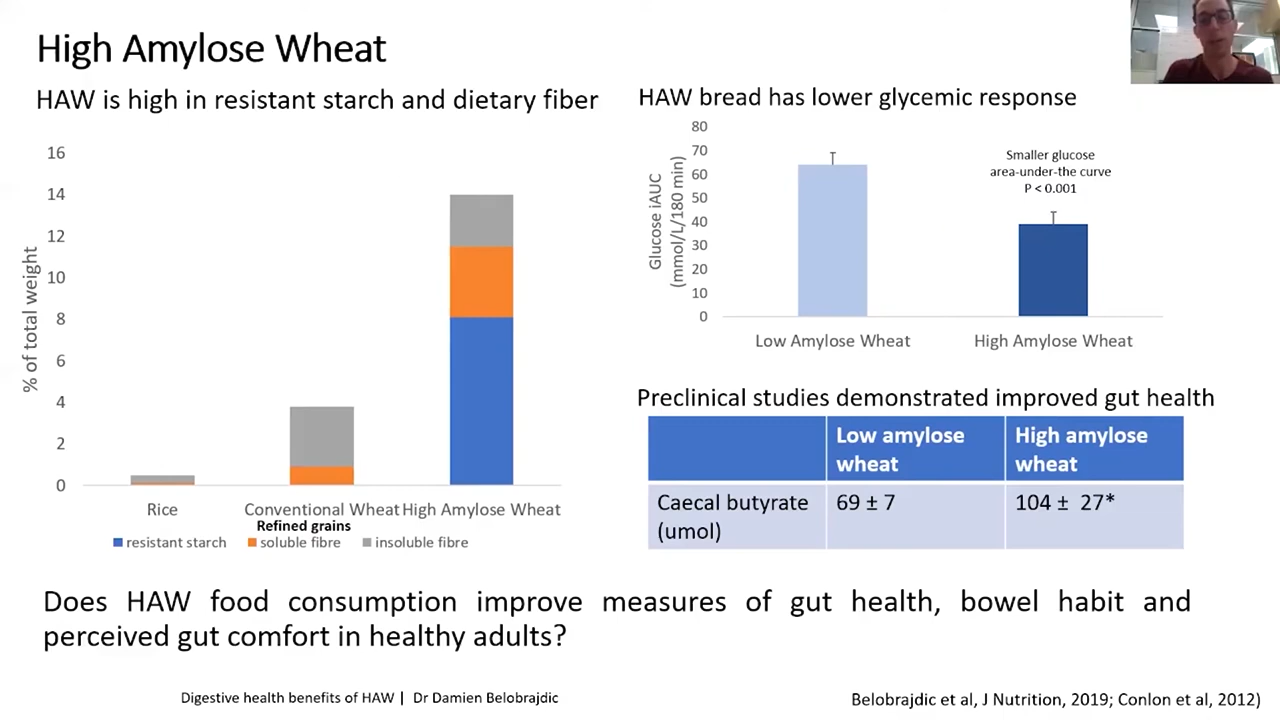 High Amylose Wheat
HAW is high in resistant starch and dietary fiber
16
14
12
10
8
6
4
2
0
% of total weight
Rice
Conventional Wheat
High Amylose Wheat
Refined grains
resistant starch
soluble fibre
insoluble fibre
HAW bread has lower glycemic response
80
70
60
50
40
30
20
10
0
Glucose iAUC
(mmol/L/180 min)
Smaller glucose
area-under-the curve
P < 0.001
Low Amylose Wheat
High Amylose Wheat
Preclinical studies demonstrated improved gut health
Low amylose
wheat
High amylose
wheat
Caecal butyrate
(umol)
69 ± 7
104 ± 27*
Does HAW food consumption improve measures of gut health, bowel habit and
perceived gut comfort in healthy adults?
Digestive health benefits of HAW | Dr Damien Belobrajdic
Belobrajdic et al, J Nutrition, 2019; Conlon et al, 2012)